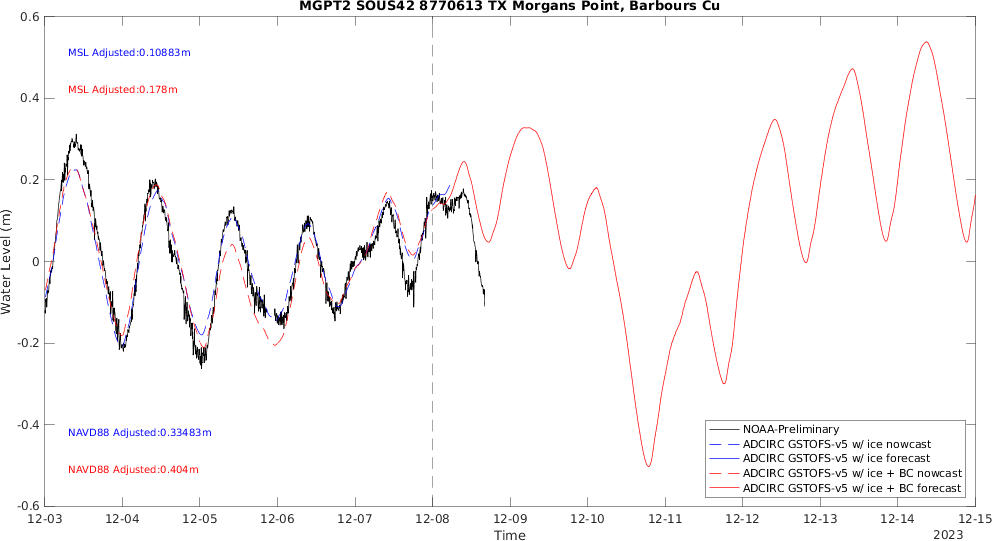 MGPT2 SOUS42 8770613 TX Morgans Point, Barbours Cu
0.6
0.4
0.2
0
-0.2
-0.4
-0.6
Water Level (m)
MSL Adjusted:0.10883m
MSL Adjusted:0.178m
NAVD88 Adjusted:0.33483m
NAVD88 Adjusted:0.404m
NOAA-Preliminary
ADCIRC GSTOFS-v5 w/ ice nowcast
ADCIRC GSTOFS-v5 w/ ice forecast
ADCIRC GSTOFS-v5 w/ ice + BC nowcast
ADCIRC GSTOFS-v5 w/ ice + BC forecast
12-03 12-04 12-05 12-06 12-07 12-08 12-09 12-10 12-11 12-12 12-13 12-14 12-15
Time
2023